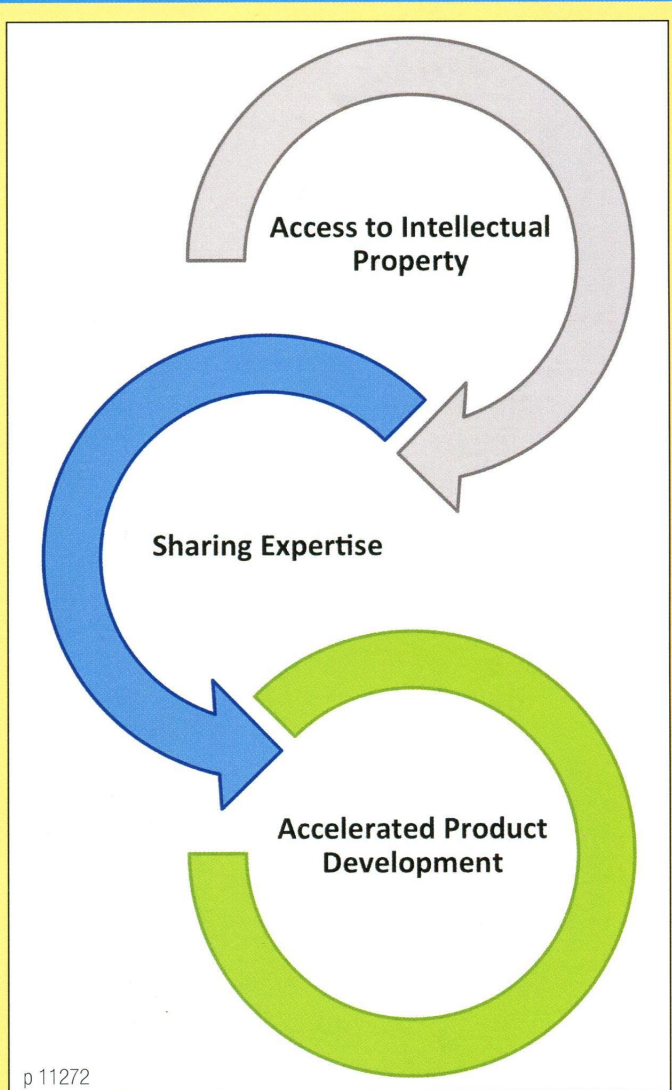 Access to Intellectual
Property
Sharing Expertise
Accelerated Product
Development
p 11272